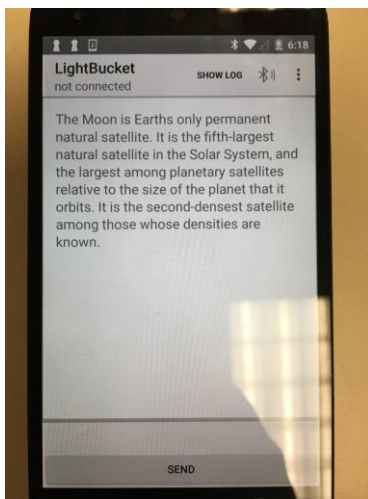 6:18
LightBucket
SHOW LOG
not connected
The Moon is Earths only permanent
natural satellite. It is the fifth-largest
natural satellite in the Solar System, and
the largest among planetary satellites
relative to the size of the planet that it
orbits. It is the second-densest satellite
among those whose densities are
known.
SEND